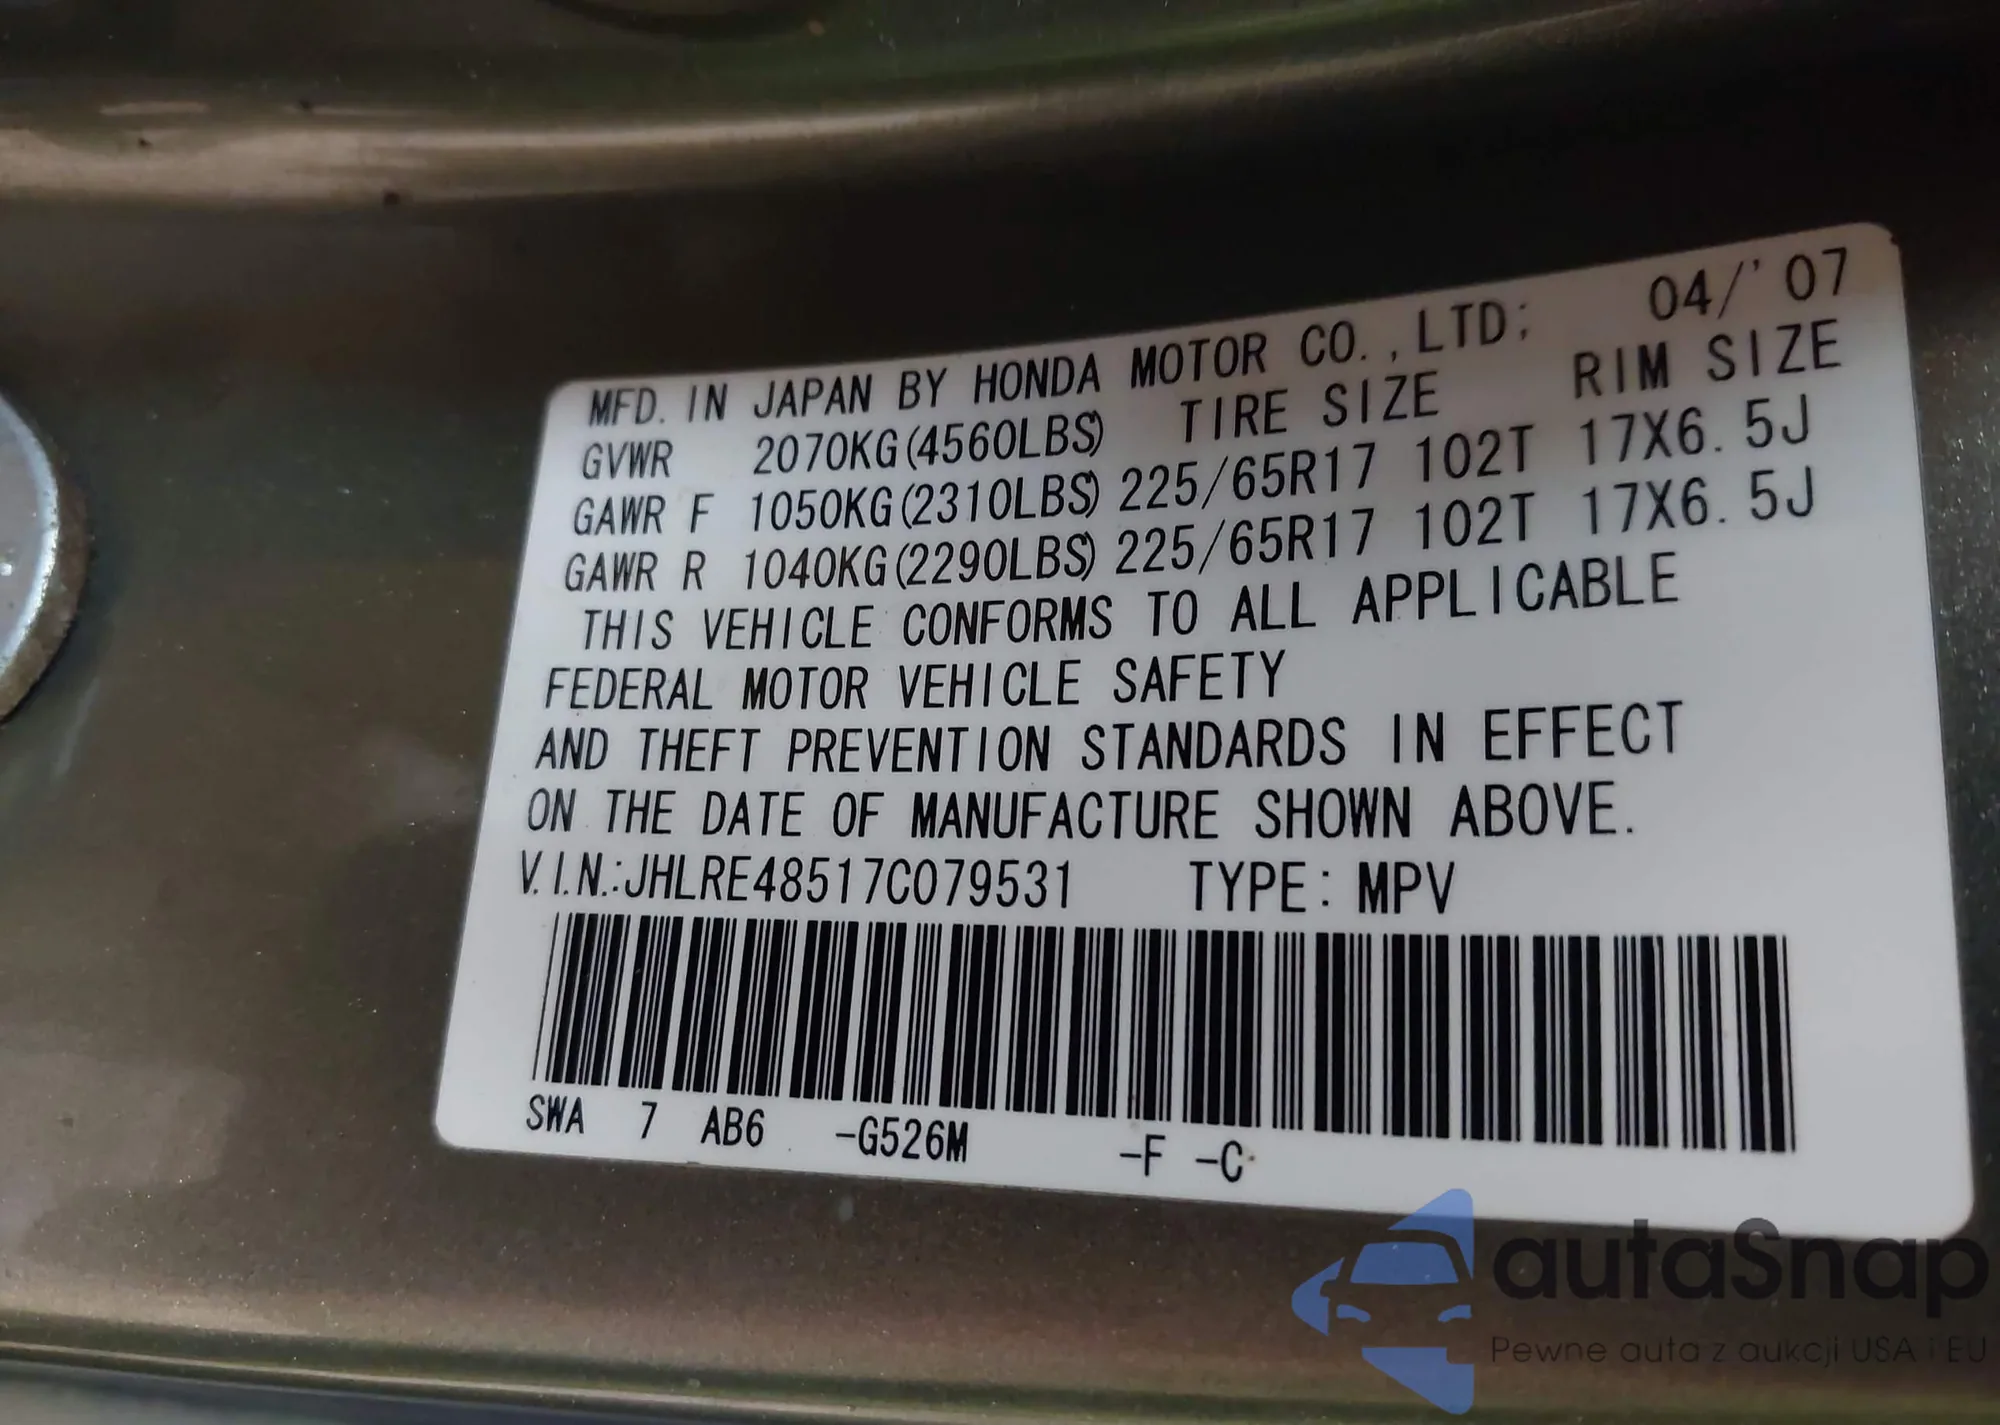 MFD. IN JAPAN BY HONDA MOTOR CO.,LTD; 04/'07
GVWR 2070KG(4560LBS) TIRE SIZE RIM SIZE
GAWR F 1050KG(2310LBS) 225/65R17 102T 17X6.5J
GAWR R 1040KG(2290LBS) 225/65R17 102T 17X6.5J
THIS VEHICLE CONFORMS TO ALL APPLICABLE
FEDERAL MOTOR VEHICLE SAFETY
AND THEFT PREVENTION STANDARDS IN EFFECT
ON THE DATE OF MANUFACTURE SHOWN ABOVE.
V.I.N.:JHLRE48517C079531 TYPE: MPV
SWA 7 AB6 -G526M -F -C
autaSnap
Pewne auta z aukcji USA i EU